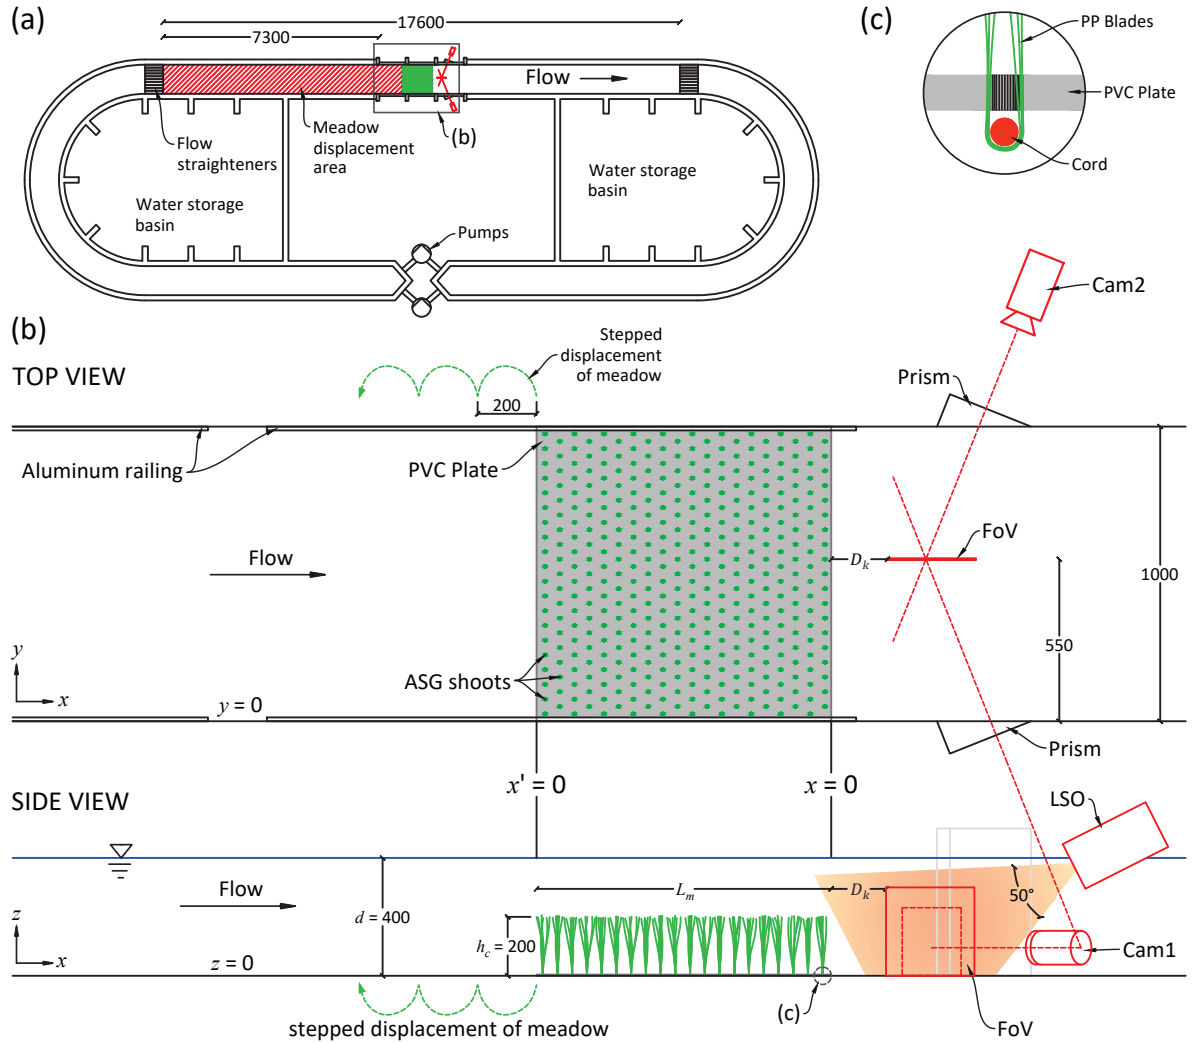 (a)
17600
7300
Flow
(b)
Flow
straighteners
Meadow
displacement
area
Water storage
basin
Water storage
basin
Pumps
(c)
PP Blades
PVC Plate
Cord
(b)
TOP VIEW
Stepped
displacement
of meadow
200
Cam2
Prism
Aluminum railing
PVC Plate
Flow
D_k
FoV
1000
550
ASG shoots
y
x
y = 0
Prism
x' = 0
x = 0
SIDE VIEW
LSO
Flow
d = 400
L_m
D_k
50°
h_c = 200
z
x
z = 0
Cam1
(c)
FoV
stepped displacement of meadow